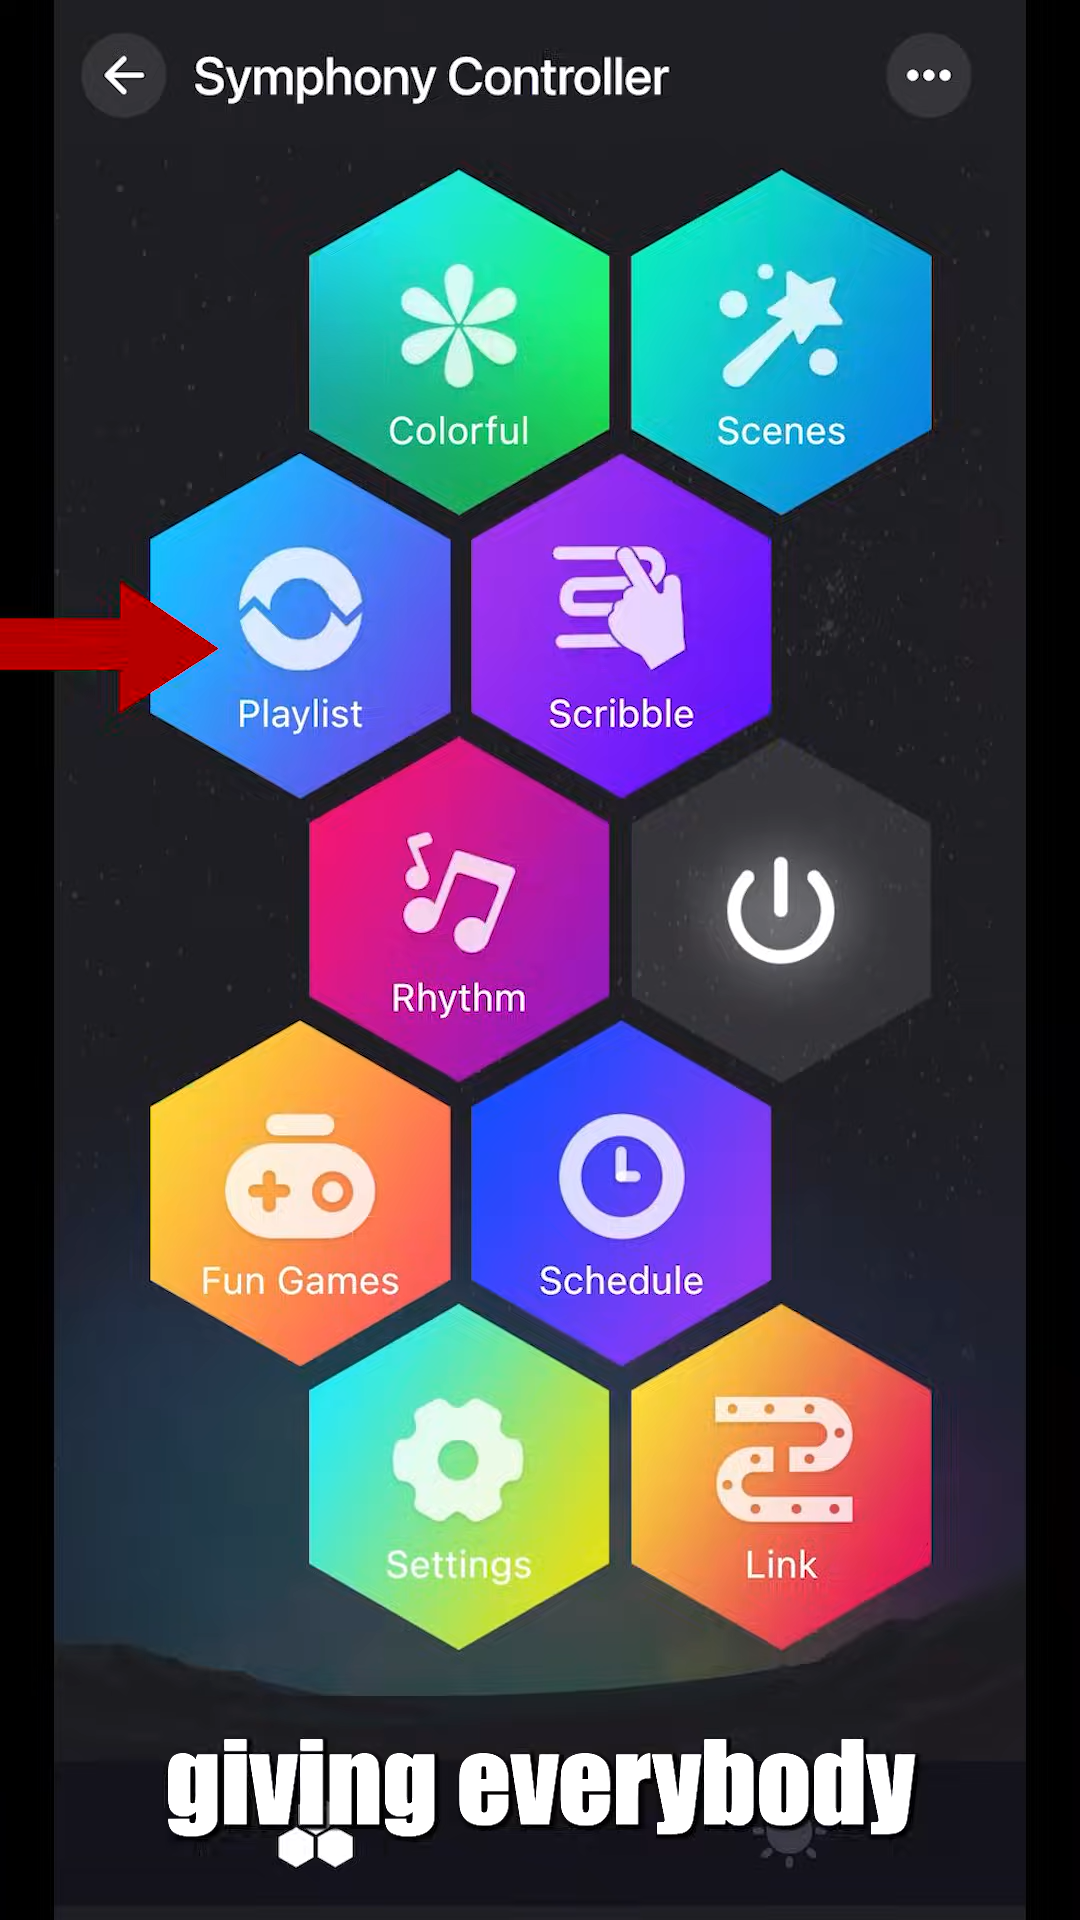 Symphony Controller
Colorful
Scenes
Playlist
Scribble
Rhythm
Fun Games
Schedule
Settings
Link
giving everybody